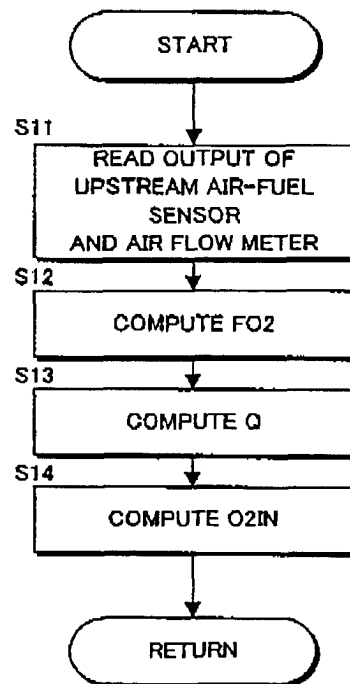 START
S11
READ OUTPUT OF
UPSTREAM AIR-FUEL
SENSOR
AND AIR FLOW METER
S12
COMPUTE FO2
S13
COMPUTE Q
S14
COMPUTE O2IN
RETURN